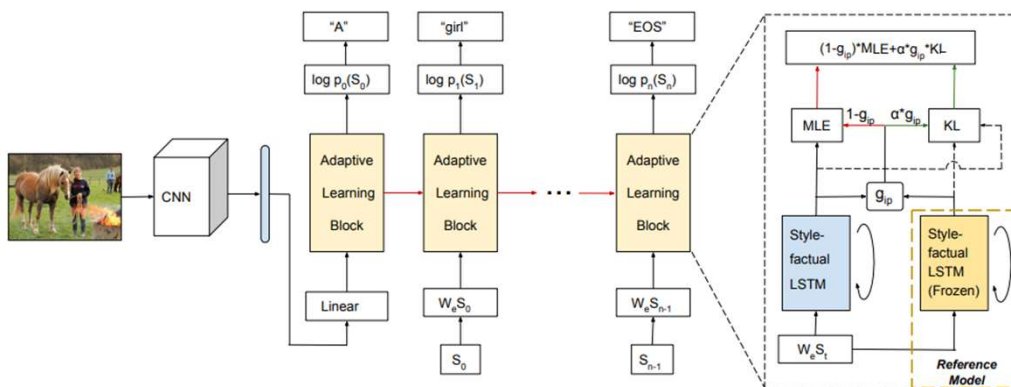 "A"
"girl"
"EOS"
log p₀(S₀)
log p₁(S₁)
log pₙ(Sₙ)
CNN
Adaptive
Learning
Block
Adaptive
Learning
Block
...
Adaptive
Learning
Block
Linear
WₑS₀
WₑSₙ₋₁
S₀
Sₙ₋₁
(1-gᵢₚ)*MLE+α*gᵢₚ*KL
MLE
1-gᵢₚ
α*gᵢₚ
KL
gᵢₚ
Style-
factual
LSTM
Style-
factual
LSTM
(Frozen)
WₑSₜ
Reference
Model